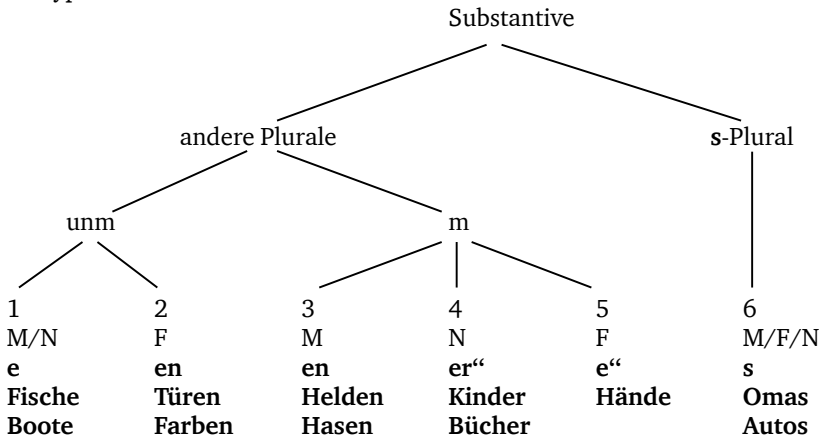 Substantive
andere Plurale s-Plural
unm m
1 2 3 4 5 6
M/N F M N F M/F/N
e en en er“ e“ s
Fische Türen Helden Kinder Hände Omas
Boote Farben Hasen Bücher Autos